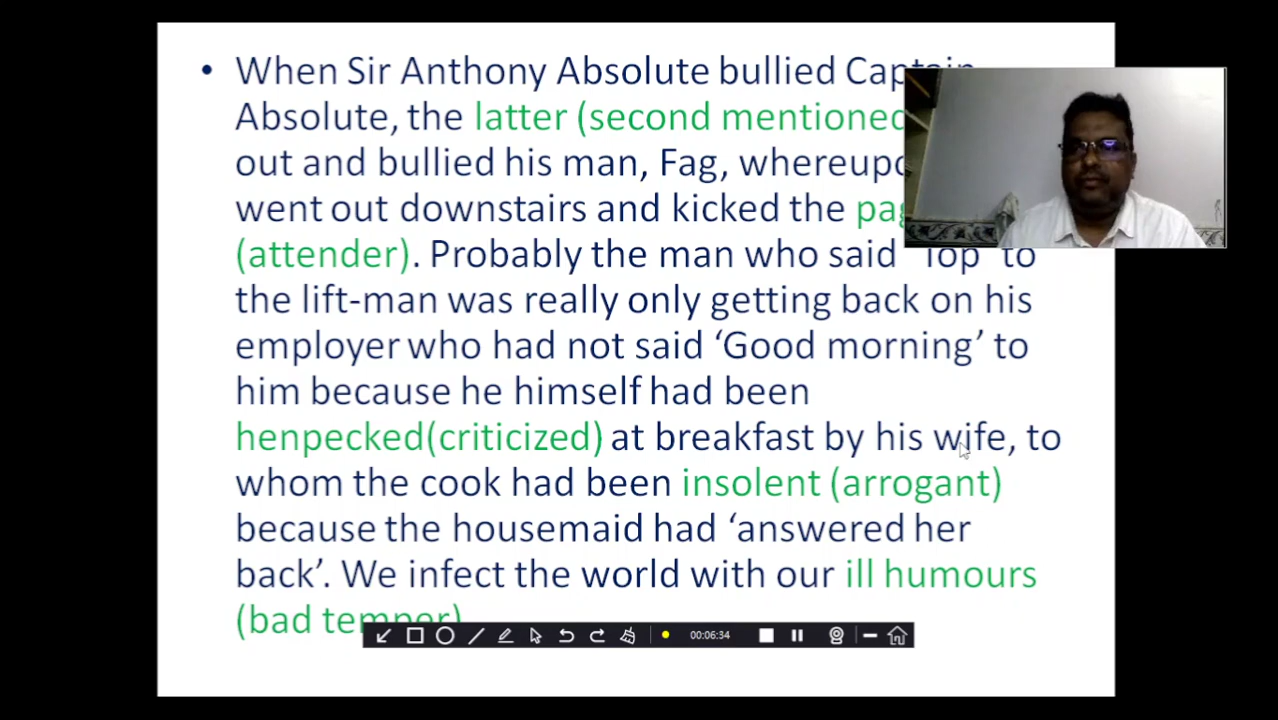 • When Sir Anthony Absolute bullied Captain
Absolute, the latter (second mentioned
out and bullied his man, Fag,
went out downstairs and kicked the
(attender). Probably the man who said 'Top' to
the lift-man was really only getting back on his
employer who had not said ‘Good morning’ to
him because he himself had been
henpecked(criticized) at breakfast by his wife, to
whom the cook had been insolent (arrogant)
because the housemaid had ‘answered her
back’. We infect the world with our ill humours
(bad temper)
00:06:34